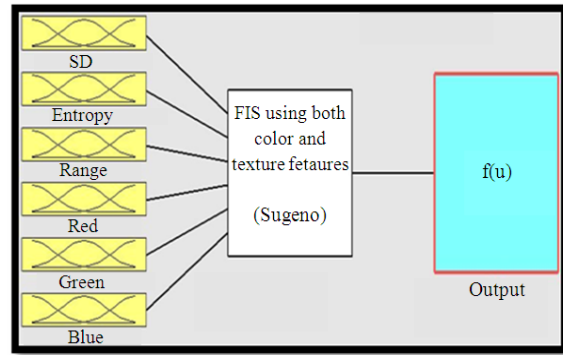 SD
Entropy
Range
Red
Green
Blue
FIS using both
color and
texture fetaures
(Sugeno)
f(u)
Output